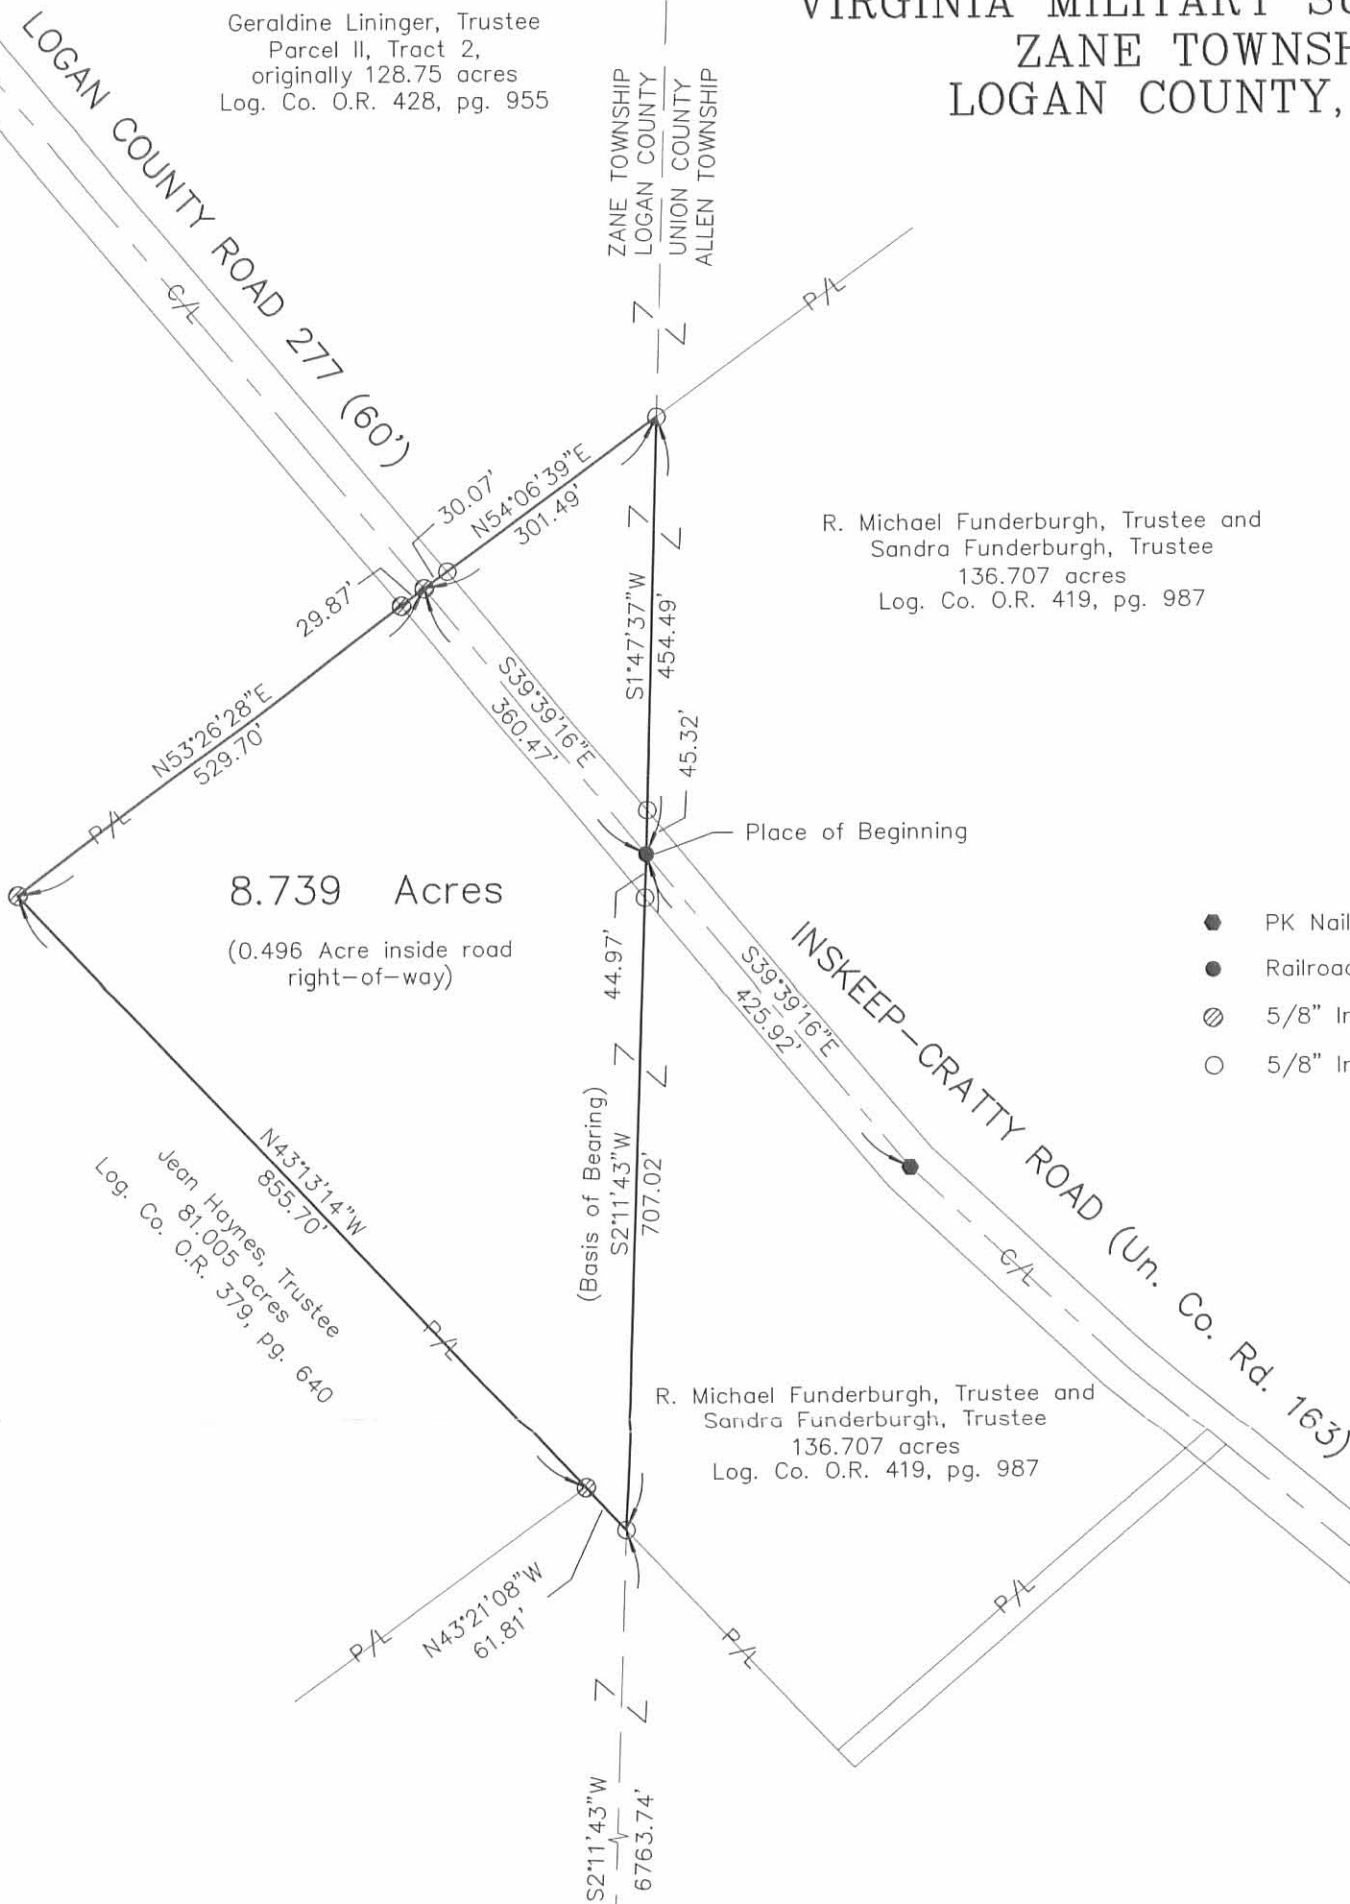 VIRGINIA MILITARY
ZANE
LOGAN COUNTY,
Geraldine Lininger, Trustee
Parcel II, Tract 2,
originally 128.75 acres
Log. Co. O.R. 428, pg. 955
ZANE TOWNSHIP
LOGAN COUNTY
UNION COUNTY
ALLEN TOWNSHIP
LOGAN COUNTY ROAD 277 (60')
C/L
P/L
30.07'
N54°06'39"E
301.49'
29.87'
R. Michael Funderburgh, Trustee and
Sandra Funderburgh, Trustee
136.707 acres
Log. Co. O.R. 419, pg. 987
S1°47'37"W
454.49'
S39°39'16"E
360.47'
N53°26'28"E
529.70'
P/L
45.32'
Place of Beginning
8.739 Acres
(0.496 Acre inside road
right-of-way)
44.97'
INSKEEP-CRATTY ROAD (Un. Co. Rd. 163)
S39°39'16"E
425.92'
PK Nail
5/8"
5/8"
(Basis of Bearing)
S2°11'43"W
707.02'
N43°13'14"W
855.70'
Jean Haynes, Trustee
81.005 acres
Log. Co. O.R. 379, pg. 640
P/L
C/L
R. Michael Funderburgh, Trustee and
Sandra Funderburgh, Trustee
136.707 acres
Log. Co. O.R. 419, pg. 987
N43°21'08"W
61.81'
P/L
P/L
P/L
S2°11'43"W
6763.74'